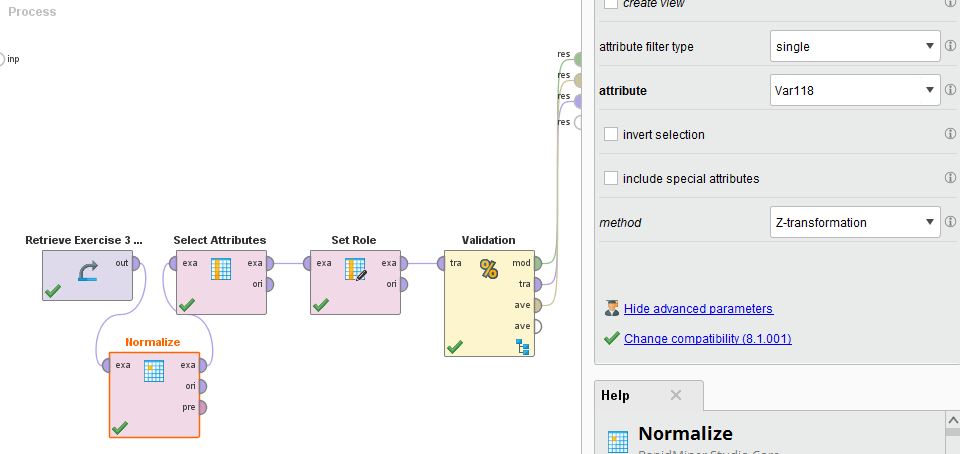 Process
inp
res
res
res
res
Retrieve Exercise 3 ...
out
Select Attributes
exa
exa
ori
Set Role
exa
exa
ori
Validation
tra
mod
tra
ave
ave
%
Normalize
exa
exa
ori
pre
create view
attribute filter type
single
attribute
Var118
invert selection
include special attributes
method
Z-transformation
Hide advanced parameters
Change compatibility (8.1.001)
Help
Normalize
RapidMiner Studio Core